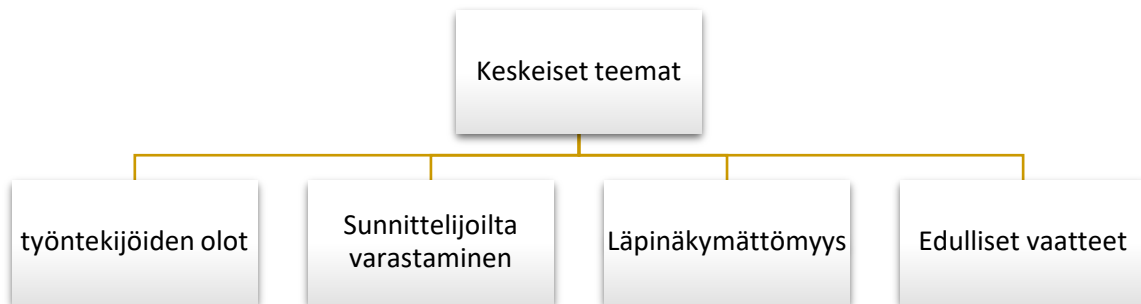 Keskeiset teemat
työntekijöiden olot
Sunnittelijoilta
varastaminen
Läpinäkymättömyys
Edulliset vaatteet